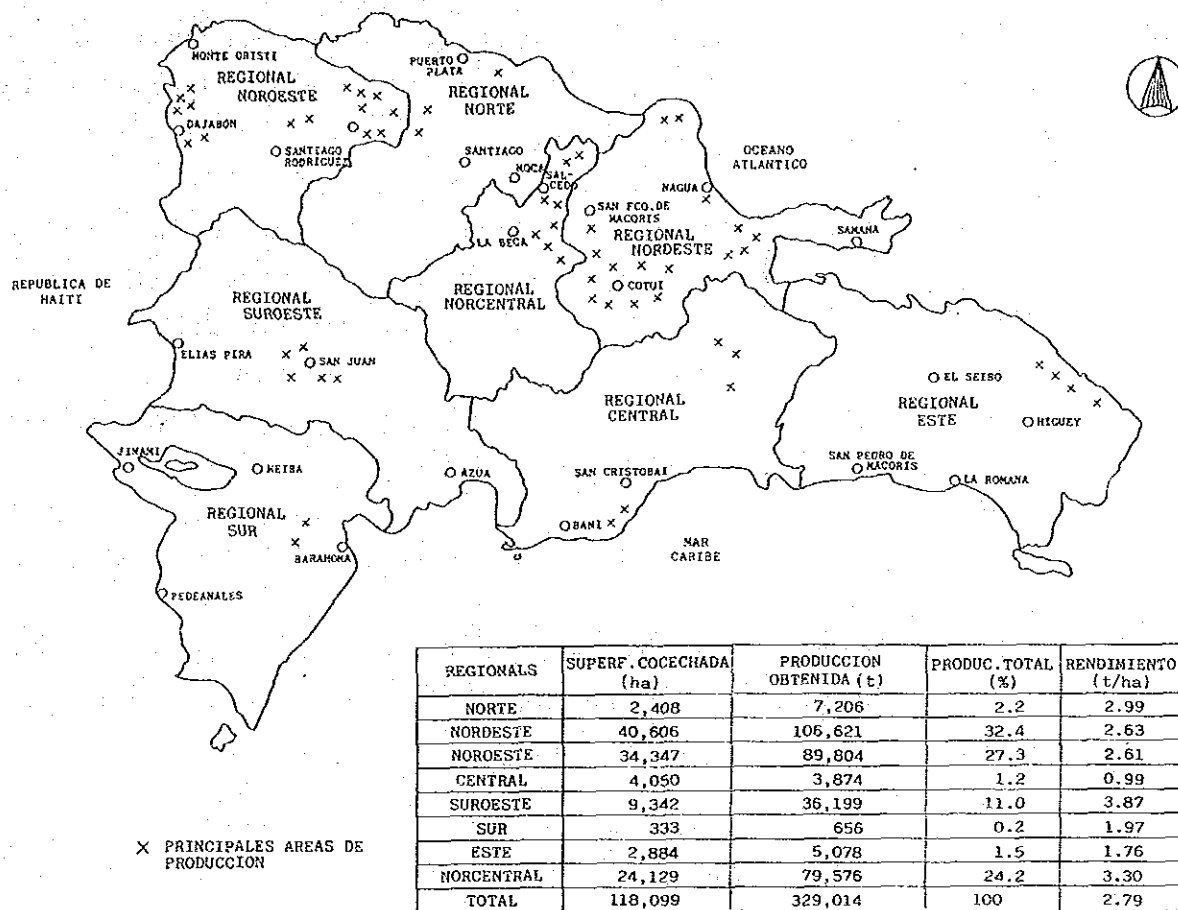 MONTE CRISTI
REGIONAL
NOROESTE
DAJABON
SANTIAGO
RODRIGUEZ
PUERTO
PLATA
REGIONAL
NORTE
SANTIAGO
MOCA
SAL-
CEDO
OCEANO
ATLANTICO
NAGUA
SAN FCO. DE
MACORIS
REGIONAL
NORDESTE
SAMANA
LA BEGA
COTUI
REPUBLICA DE
HAITI
REGIONAL
SUROESTE
REGIONAL
NORCENTRAL
ELIAS PIRA
SAN JUAN
REGIONAL
CENTRAL
EL SEIBO
REGIONAL
ESTE
HIGUEY
JIMAMI
NEIBA
AZUA
SAN CRISTOBAL
SAN PEDRO DE
MACORIS
LA ROMANA
REGIONAL
SUR
BARAHONA
BANI
MAR
CARIBE
PEDEANALES
× PRINCIPALES AREAS DE
PRODUCCION
REGIONALS SUPERF. COCECHADA (ha) PRODUCCION OBTENIDA (t) PRODUC. TOTAL (%) RENDIMIENTO (t/ha)
NORTE 2,408 7,206 2.2 2.99
NORDESTE 40,606 106,621 32.4 2.63
NOROESTE 34,347 89,804 27.3 2.61
CENTRAL 4,050 3,874 1.2 0.99
SUROESTE 9,342 36,199 11.0 3.87
SUR 333 656 0.2 1.97
ESTE 2,884 5,078 1.5 1.76
NORCENTRAL 24,129 79,576 24.2 3.30
TOTAL 118,099 329,014 100 2.79